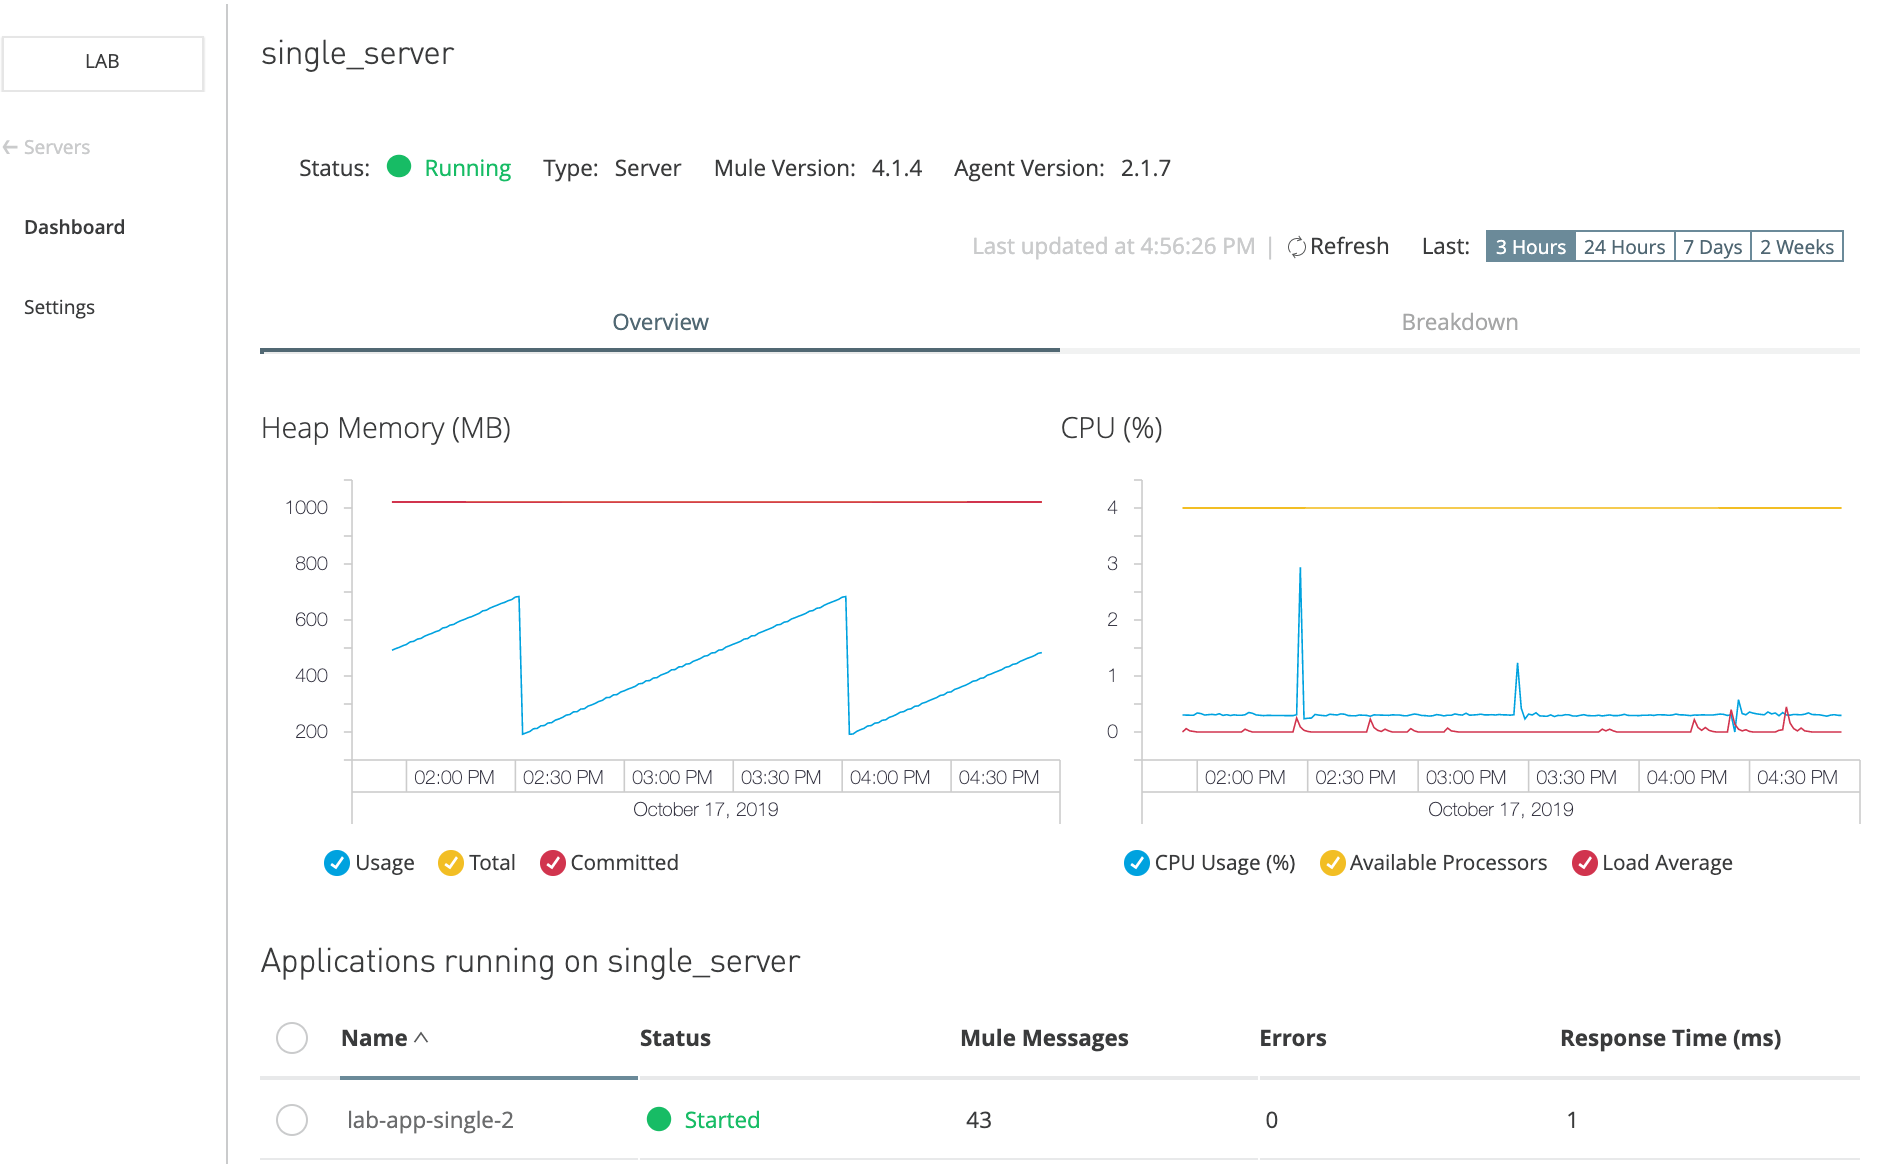 LAB
Servers
Dashboard
Settings
single_server
Status: Running Type: Server Mule Version: 4.1.4 Agent Version: 2.1.7
Last updated at 4:56:26 PM | Refresh Last: 3 Hours 24 Hours 7 Days 2 Weeks
Overview Breakdown
Heap Memory (MB)
1000
800
600
400
200
02:00 PM 02:30 PM 03:00 PM 03:30 PM 04:00 PM 04:30 PM
October 17, 2019
Usage Total Committed
CPU (%)
4
3
2
1
0
02:00 PM 02:30 PM 03:00 PM 03:30 PM 04:00 PM 04:30 PM
October 17, 2019
CPU Usage (%) Available Processors Load Average
Applications running on single_server
Name Status Mule Messages Errors Response Time (ms)
lab-app-single-2 Started 43 0 1